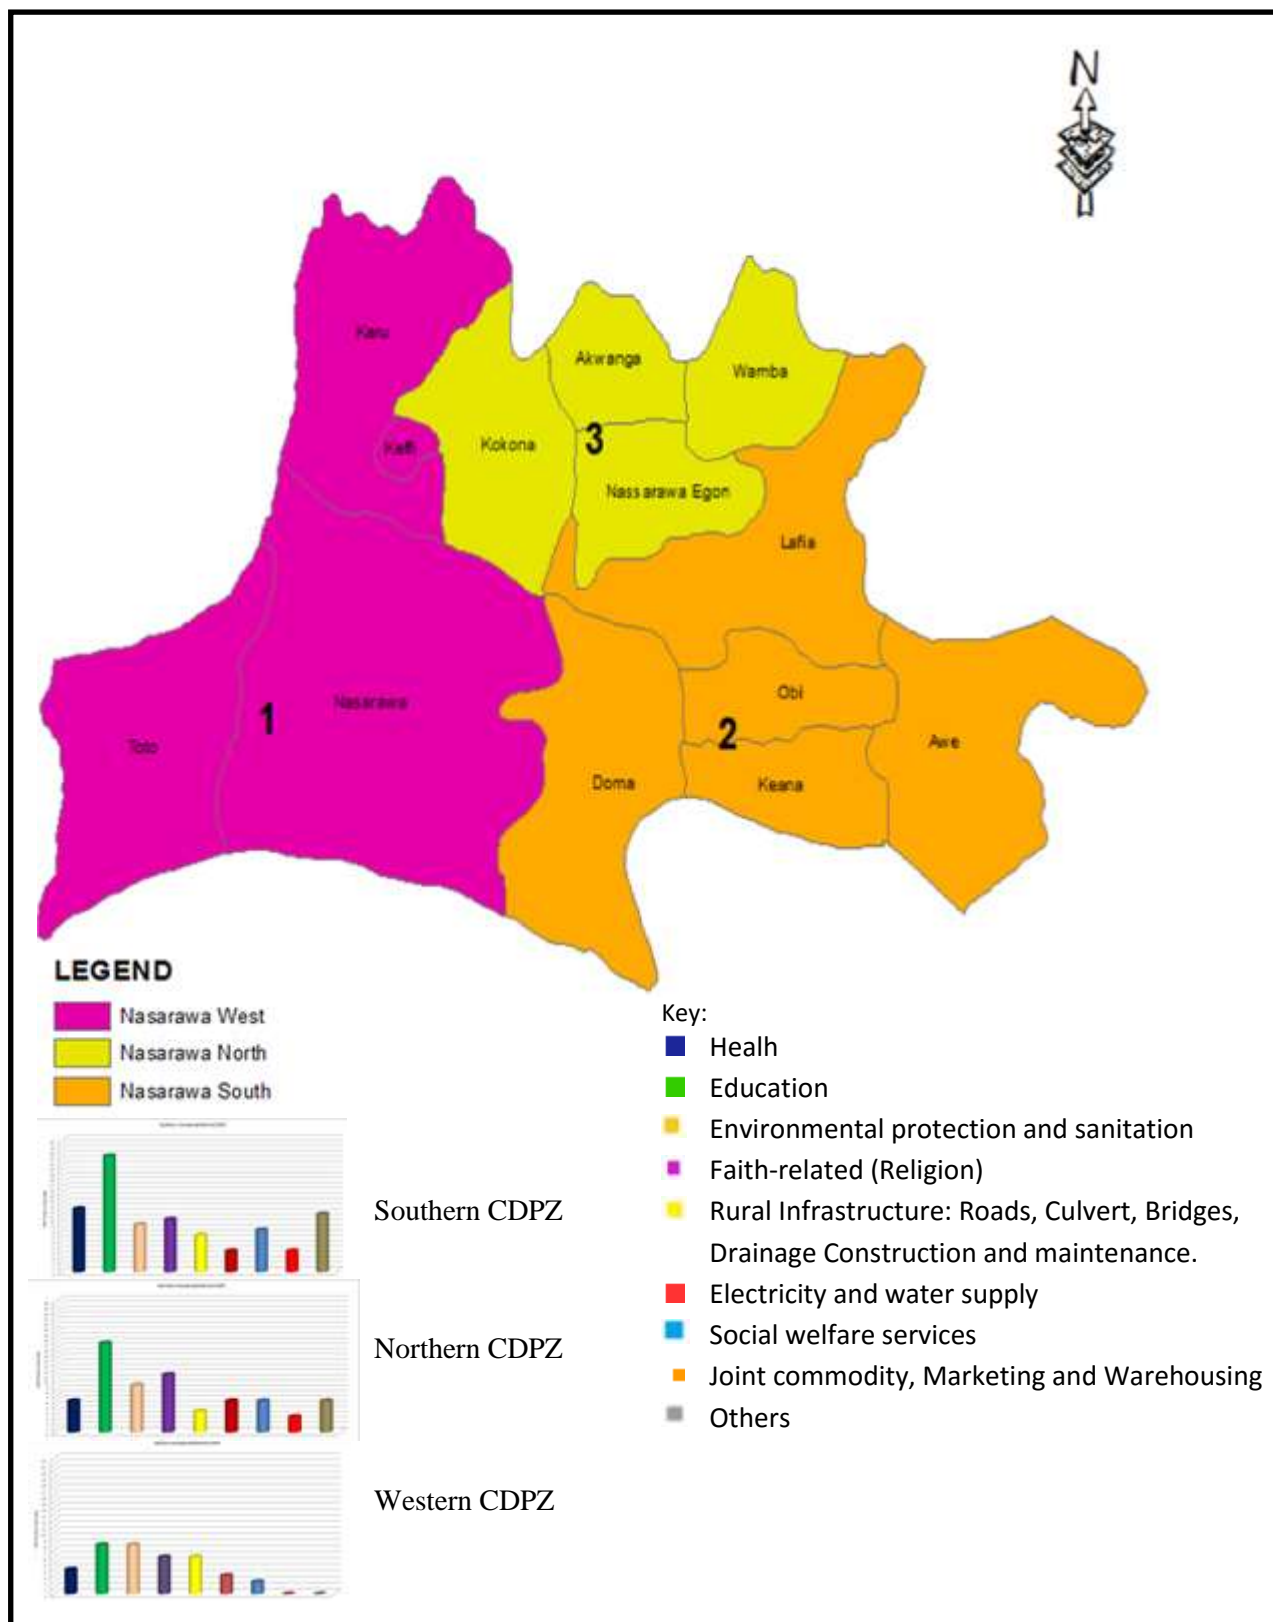 N
Karu
Akwanga
Wamba
Keffi
Kokona
3
Nassarawa Egon
Lafia
1
Nasarawa
Obi
Toto
2
Awe
Doma
Keana
LEGEND
Nasarawa West
Nasarawa North
Nasarawa South
Southern CDPZ
Northern CDPZ
Western CDPZ
Key:
Healh
Education
Environmental protection and sanitation
Faith-related (Religion)
Rural Infrastructure: Roads, Culvert, Bridges,
Drainage Construction and maintenance.
Electricity and water supply
Social welfare services
Joint commodity, Marketing and Warehousing
Others